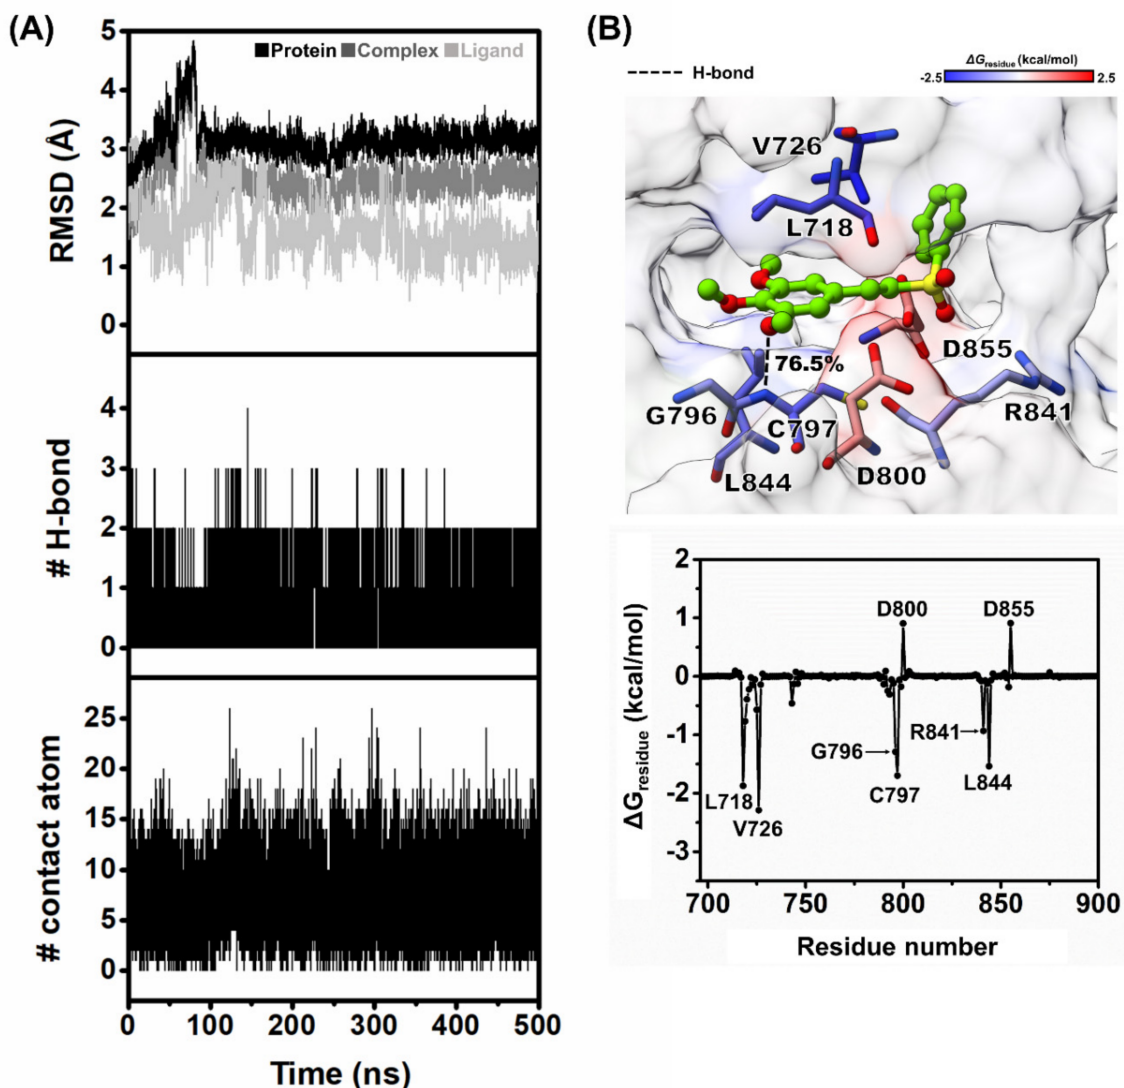 (A)
Protein Complex Ligand
RMSD (Å)
5
4
3
2
1
0
# H-bond
4
3
2
1
0
# contact atom
25
20
15
10
5
0
0 100 200 300 400 500
Time (ns)
(B)
H-bond
ΔGresidue (kcal/mol)
-2.5 2.5
V726
L718
D855
76.5%
G796
C797
R841
L844
D800
ΔGresidue (kcal/mol)
2
1
0
-1
-2
-3
D800 D855
R841
G796
L718
C797
L844
V726
700 750 800 850 900
Residue number